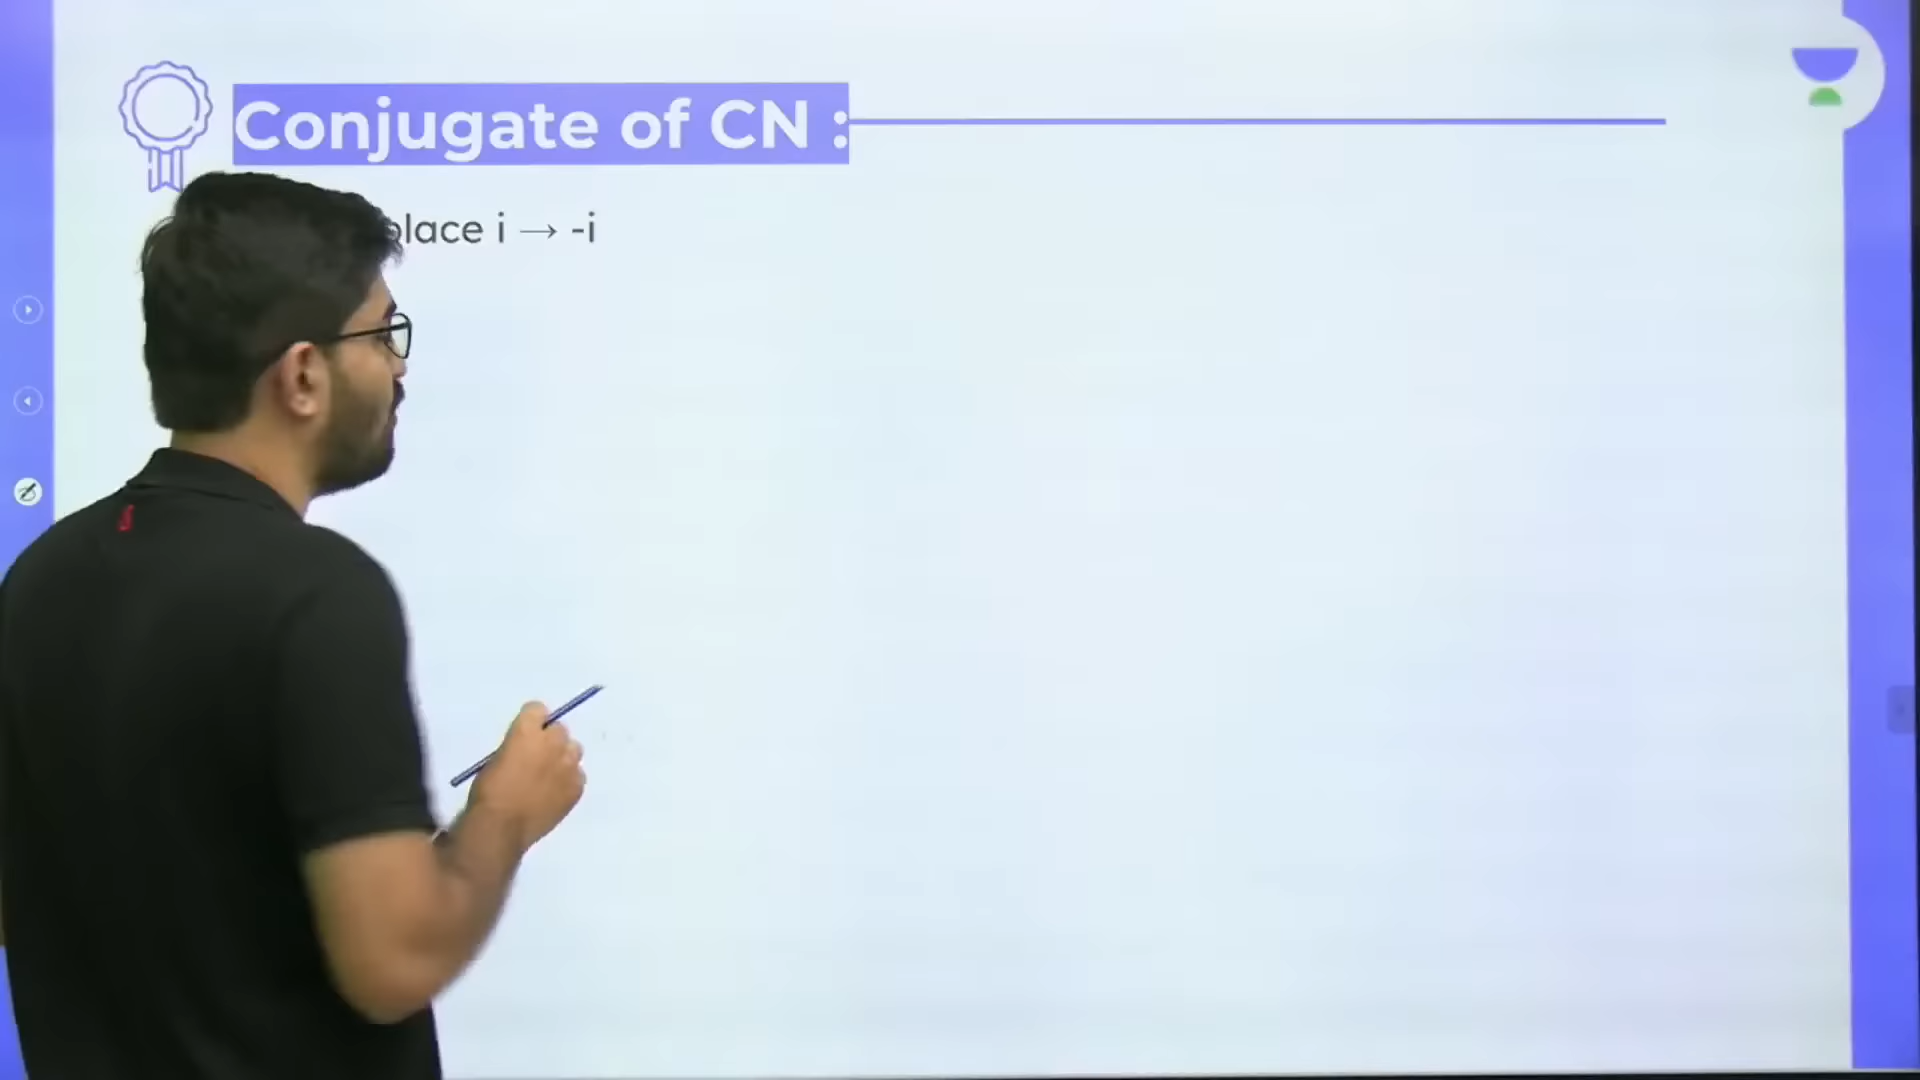 Conjugate of CN :
place i → -i